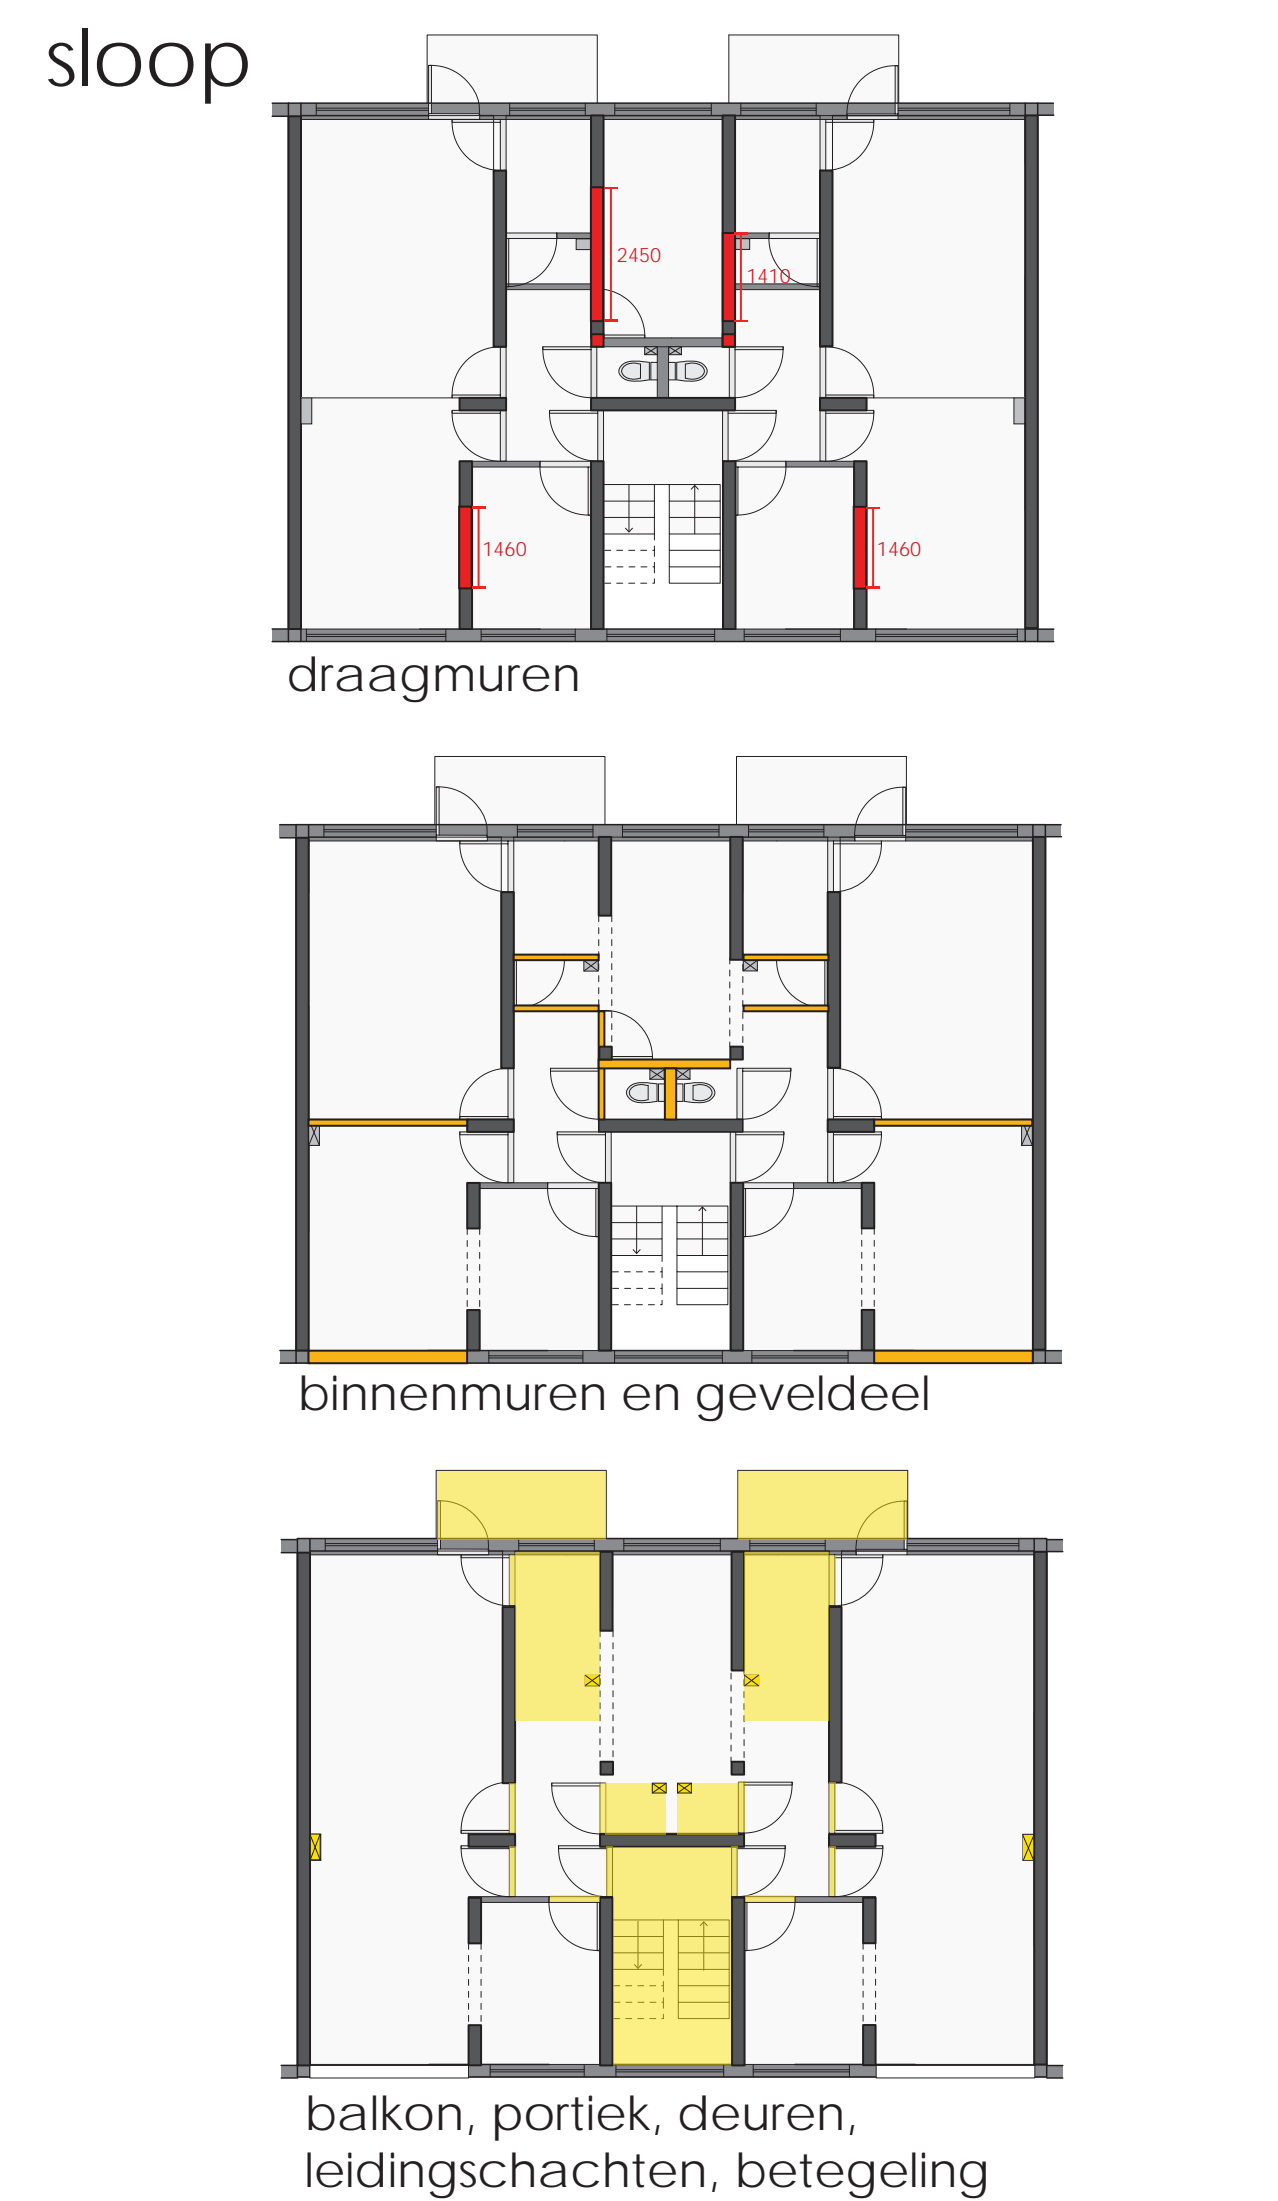 sloop
2450
1410
1460
1460
draagmuren
binnenmuren en geveldeel
balkon, portiek, deuren,
leidingschachten, betegeling